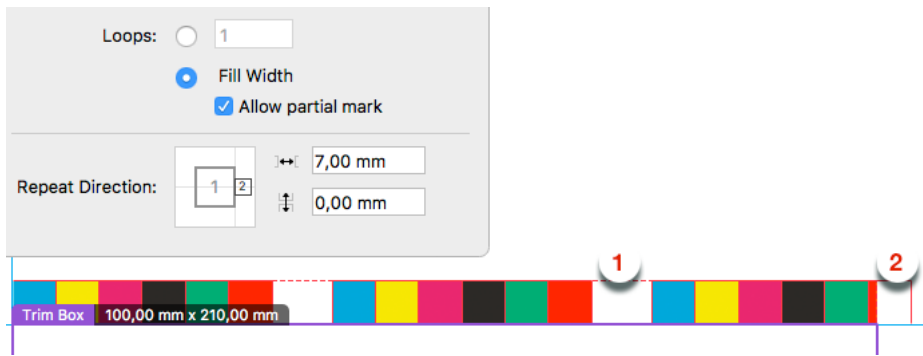 Loops: 1
Fill Width
Allow partial mark
Repeat Direction: 1 2 7,00 mm
0,00 mm
1 2
Trim Box 100,00 mm x 210,00 mm